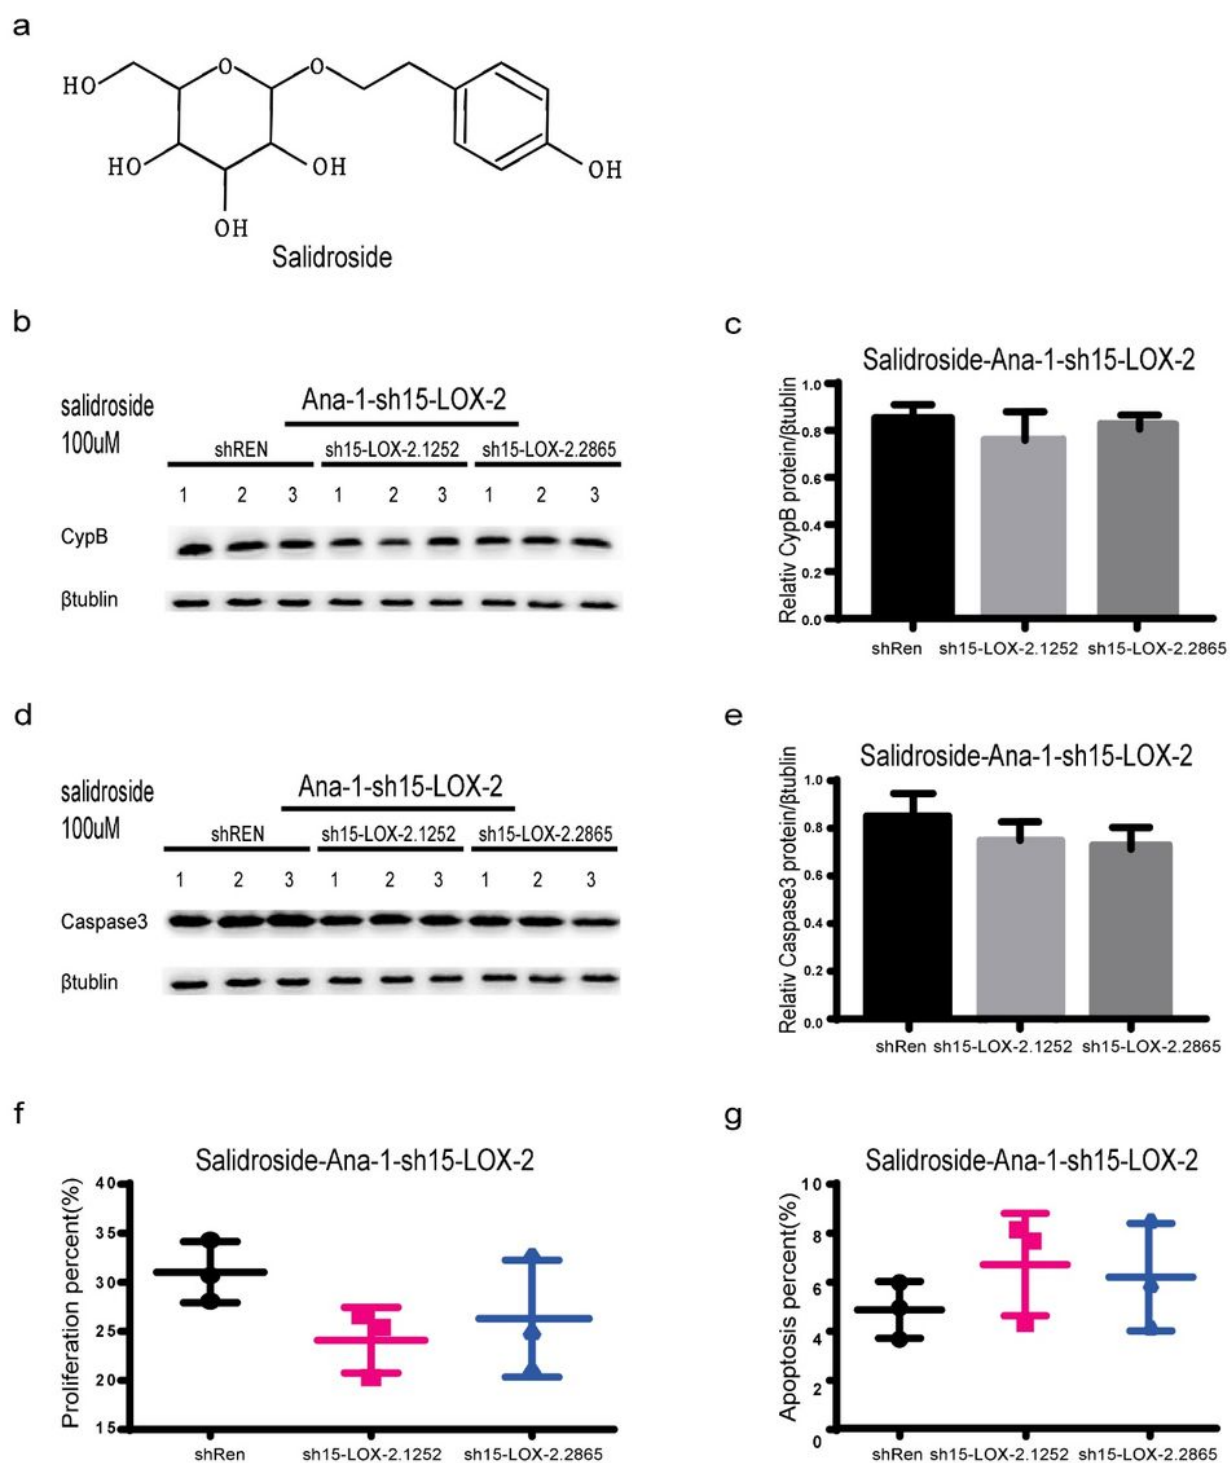 a
HO
O
O
HO
OH
OH
OH
Salidroside
b
salidroside
100uM
Ana-1-sh15-LOX-2
shREN sh15-LOX-2.1252 sh15-LOX-2.2865
1 2 3 1 2 3 1 2 3
CypB
βtublin
c
Salidroside-Ana-1-sh15-LOX-2
Relativ CypB protein/βtublin
1.0
0.8
0.6
0.4
0.2
0.0
shRen sh15-LOX-2.1252 sh15-LOX-2.2865
d
salidroside
100uM
Ana-1-sh15-LOX-2
shREN sh15-LOX-2.1252 sh15-LOX-2.2865
1 2 3 1 2 3 1 2 3
Caspase3
βtublin
e
Salidroside-Ana-1-sh15-LOX-2
Relativ Caspase3 protein/βtublin
1.0
0.8
0.6
0.4
0.2
0.0
shRen sh15-LOX-2.1252 sh15-LOX-2.2865
f
Salidroside-Ana-1-sh15-LOX-2
Proliferation percent(%)
40
35
30
25
20
15
shRen sh15-LOX-2.1252 sh15-LOX-2.2865
g
Salidroside-Ana-1-sh15-LOX-2
Apoptosis percent(%)
10
8
6
4
2
0
shRen sh15-LOX-2.1252 sh15-LOX-2.2865